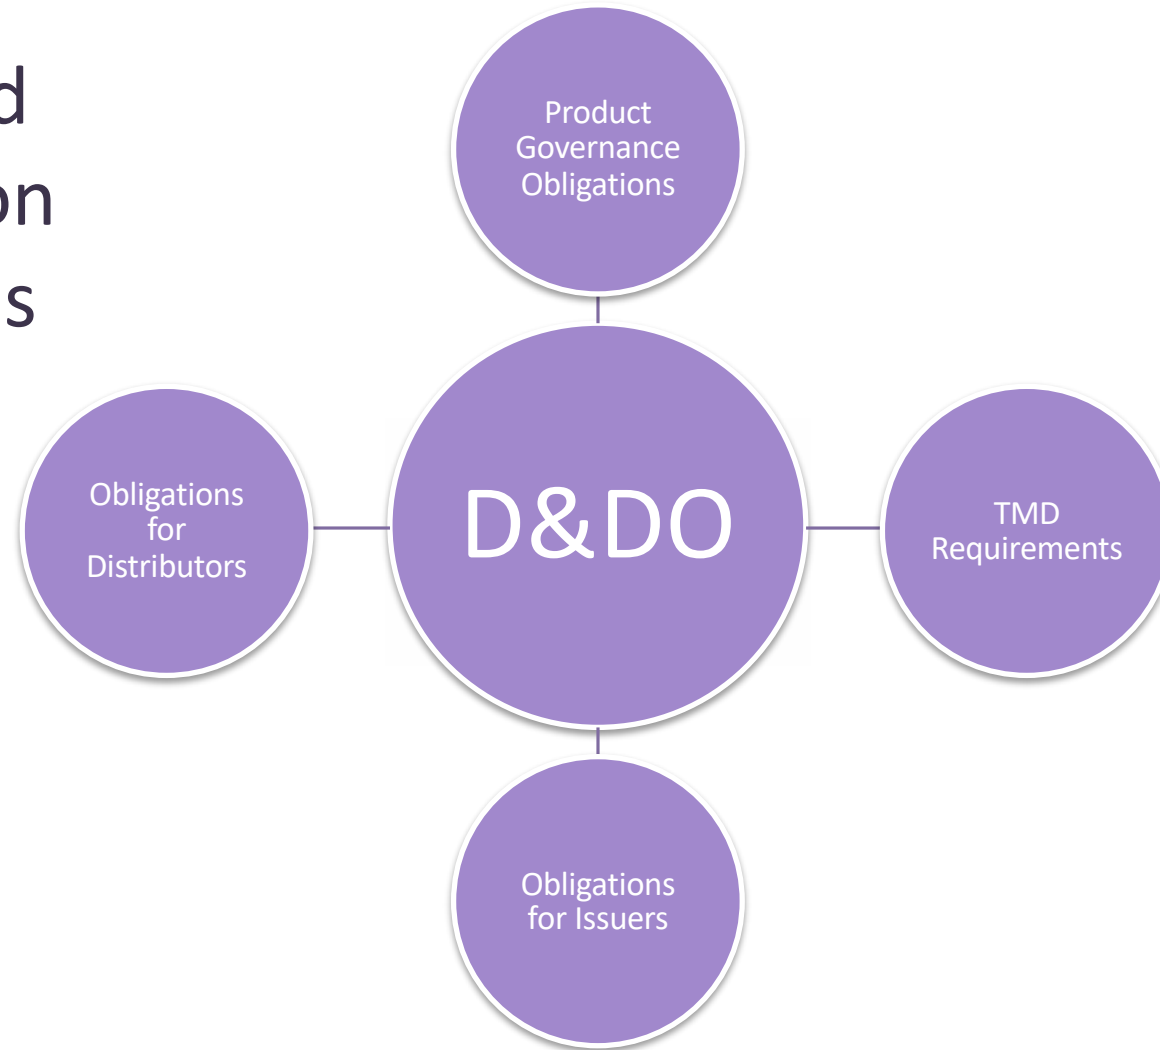 d
on
s
Product
Governance
Obligations
Obligations
for
Distributors
D&DO
TMD
Requirements
Obligations
for Issuers